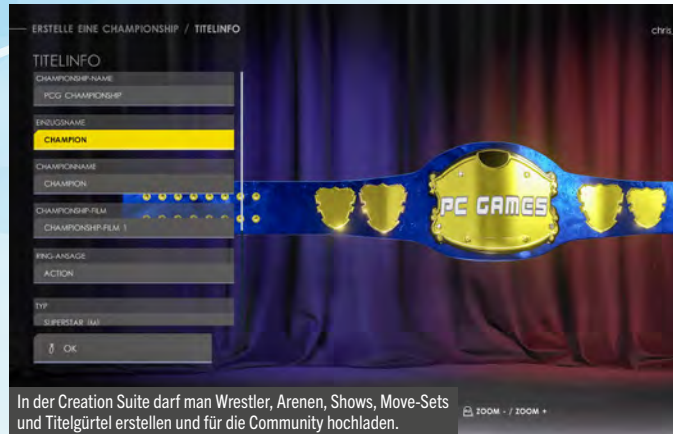 ERSTELLE EINE CHAMPIONSHIP / TITELINFO
chris
TITELINFO
CHAMPIONSHIP-NAME
PCG CHAMPIONSHIP
EINZUGSNAME
CHAMPION
CHAMPIONNAME
CHAMPION
CHAMPIONSHIP-FILM
CHAMPIONSHIP-FILM 1
RING-ANSAGE
ACTION
TYP
SUPERSTAR (M)
OK
PC GAMES
ZOOM - / ZOOM +
In der Creation Suite darf man Wrestler, Arenen, Shows, Move-Sets
und Titelgürtel erstellen und für die Community hochladen.